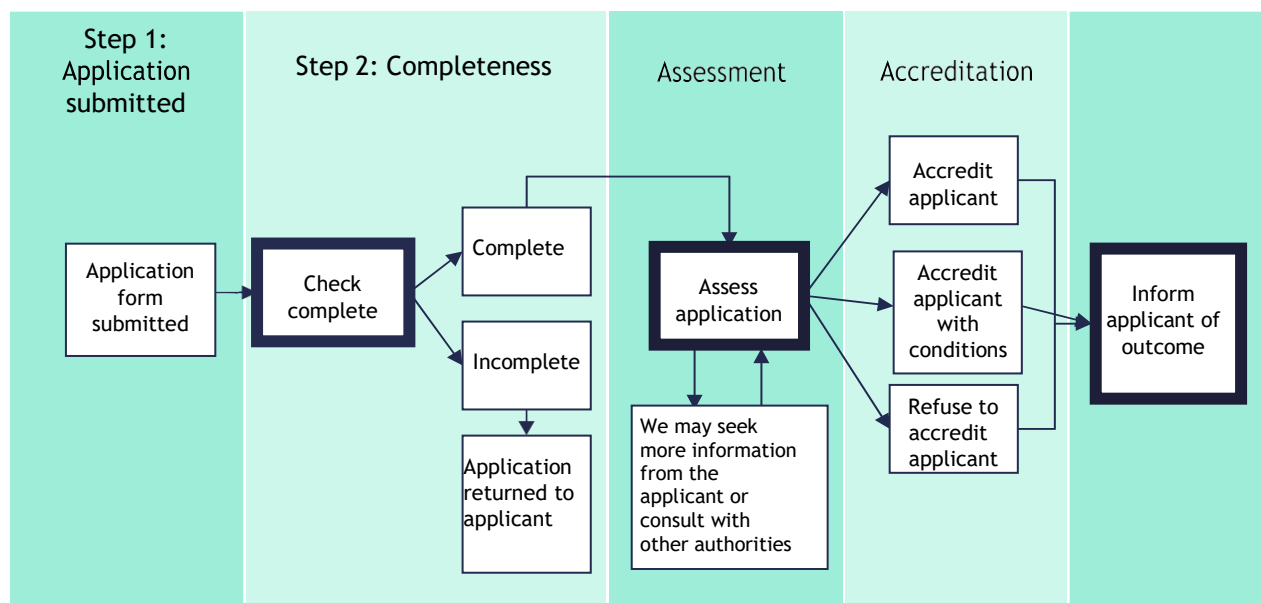 Step 1:
Application
submitted
Step 2: Completeness
Assessment
Accreditation
Application
form
submitted
Check
complete
Complete
Incomplete
Application
returned to
applicant
Assess
application
We may seek
more information
from the
applicant or
consult with
other authorities
Accredit
applicant
Accredit
applicant
with
conditions
Refuse to
accredit
applicant
Inform
applicant of
outcome